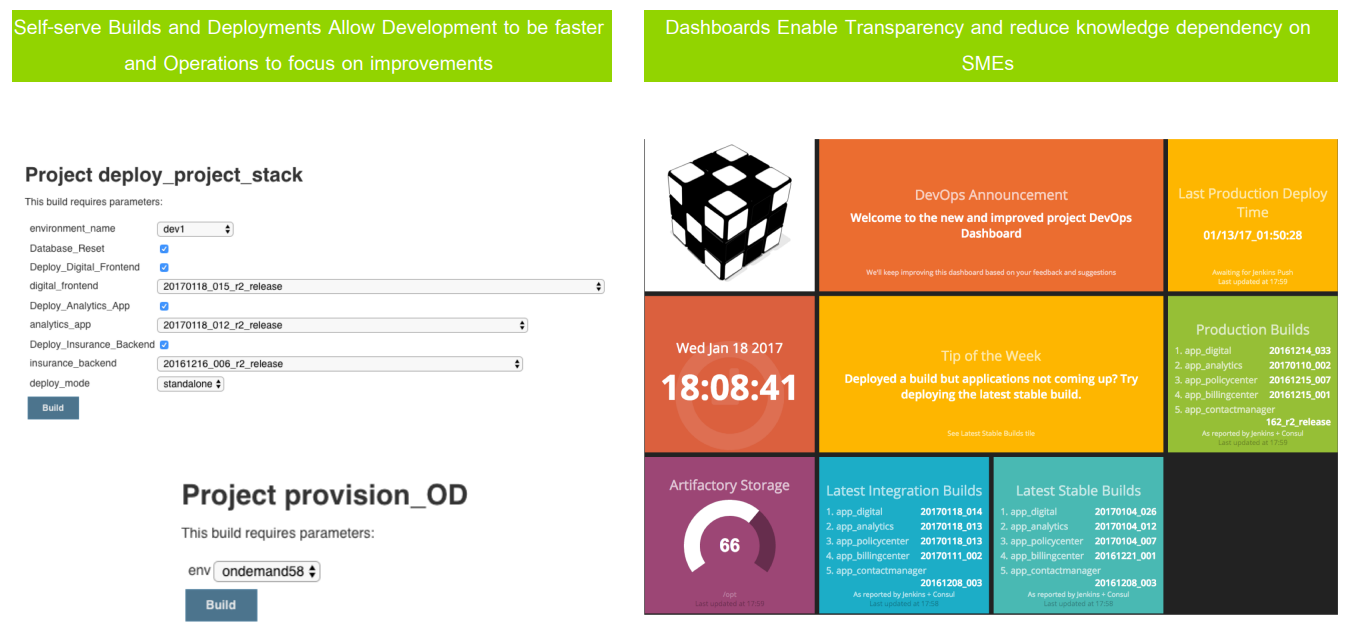 Self-serve Builds and Deployments Allow Development to be faster
and Operations to focus on improvements
Dashboards Enable Transparency and reduce knowledge dependency on
SMEs
Project deploy_project_stack
This build requires parameters:
environment_name dev1
Database_Reset
Deploy_Digital_Frontend
digital_frontend 20170118_015_r2_release
Deploy_Analytics_App
analytics_app 20170118_012_r2_release
Deploy_Insurance_Backend
insurance_backend 20161216_006_r2_release
deploy_mode standalone
Build
Project provision_OD
This build requires parameters:
env ondemand58
Build
DevOps Announcement
Welcome to the new and improved project DevOps
Dashboard
We'll keep improving this dashboard based on your feedback and suggestions
Last Production Deploy
Time
01/13/17_01:50:28
Awaiting for Jenkins Push
Last updated at 17:59
Wed Jan 18 2017
18:08:41
Tip of the Week
Deployed a build but applications not coming up? Try
deploying the latest stable build.
See Latest Stable Builds tile
Production Builds
1. app_digital 20161214_033
2. app_analytics 20170110_002
3. app_policycenter 20161215_007
4. app_billingcenter 20161215_001
5. app_contactmanager
162_r2_release
As reported by Jenkins + Consul
Last updated at 17:59
Artifactory Storage
66
/opt
Last updated at 17:59
Latest Integration Builds
1. app_digital 20170118_014
2. app_analytics 20170118_013
3. app_policycenter 20170118_013
4. app_billingcenter 20170111_002
5. app_contactmanager
20161208_003
As reported by Jenkins + Consul
Last updated at 17:58
Latest Stable Builds
1. app_digital 20170104_026
2. app_analytics 20170104_012
3. app_policycenter 20170104_007
4. app_billingcenter 20161221_001
5. app_contactmanager
20161208_003
As reported by Jenkins + Consul
Last updated at 17:59